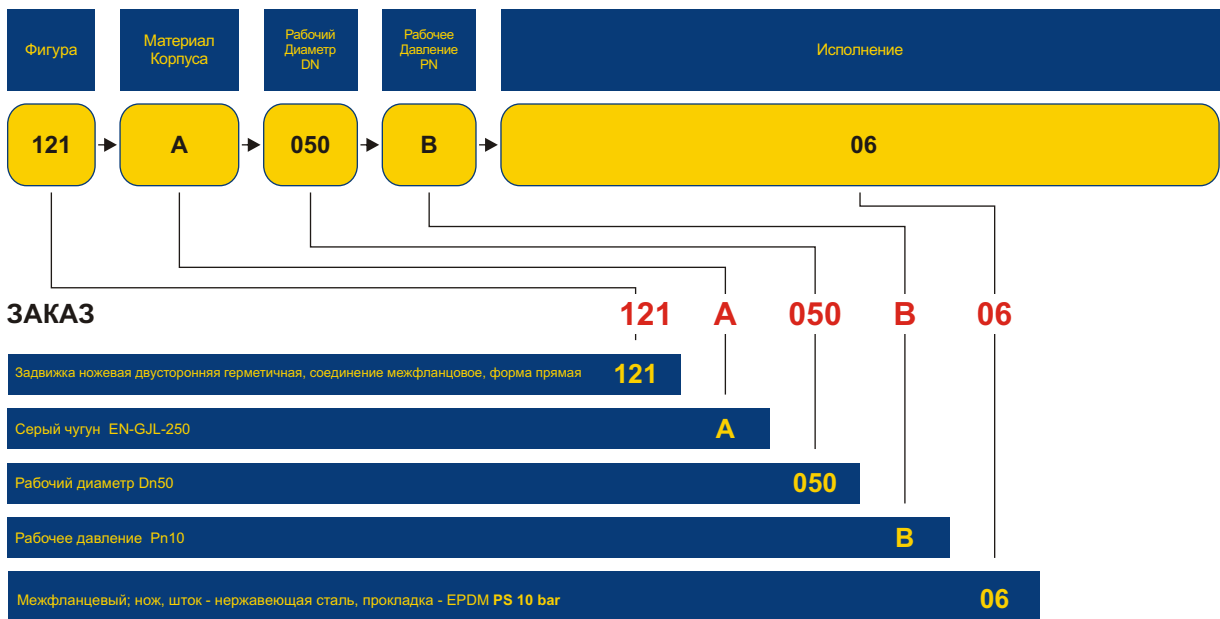 Фигура
Материал
Корпуса
Рабочий
Диаметр
DN
Рабочее
Давление
PN
Исполнение
121
A
050
B
06
ЗАКАЗ
121 A 050 B 06
Задвижка ножевая двусторонняя герметичная, соединение межфланцовое, форма прямая 121
Серый чугун EN-GJL-250 A
Рабочий диаметр Dn50 050
Рабочее давление Pn10 B
Межфланцевый; нож, шток - нержавеющая сталь, прокладка - EPDM PS 10 bar 06